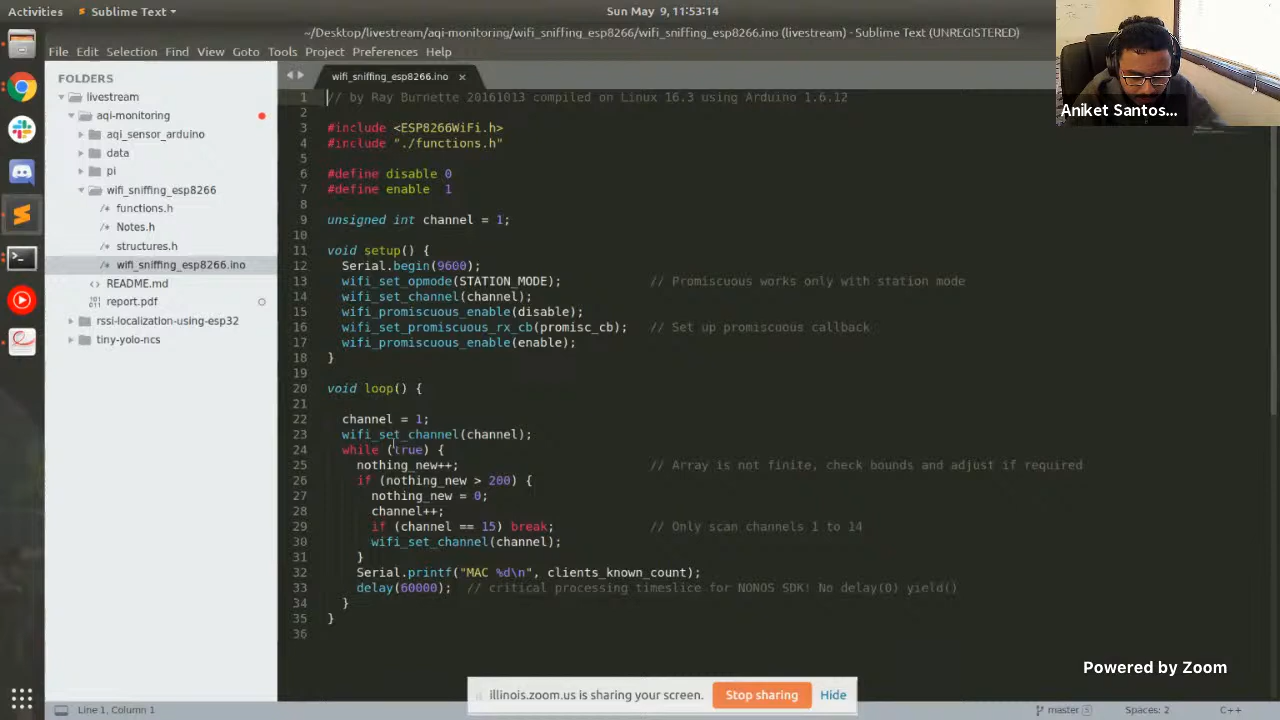 Activities
Sublime Text
Sun May 9, 11:53:14
~/Desktop/livestream/aqi-monitoring/wifi_sniffing_esp8266/wifi_sniffing_esp8266.ino (livestream) - Sublime Text (UNREGISTERED)
File Edit Selection Find View Goto Tools Project Preferences Help
Aniket Santos...
FOLDERS
livestream
aqi-monitoring
aqi_sensor_arduino
data
pi
wifi_sniffing_esp8266
/* functions.h
/* Notes.h
/* structures.h
/* wifi_sniffing_esp8266.ino
<> README.md
report.pdf
rssi-localization-using-esp32
tiny-yolo-ncs
wifi_sniffing_esp8266.ino
1 // by Ray Burnette 20161013 compiled on Linux 16.3 using Arduino 1.6.12
2
3 #include <ESP8266WiFi.h>
4 #include "./functions.h"
5
6 #define disable 0
7 #define enable  1
8
9 unsigned int channel = 1;
10
11 void setup() {
12   Serial.begin(9600);
13   wifi_set_opmode(STATION_MODE);            // Promiscuous works only with station mode
14   wifi_set_channel(channel);
15   wifi_promiscuous_enable(disable);
16   wifi_set_promiscuous_rx_cb(promisc_cb);   // Set up promiscuous callback
17   wifi_promiscuous_enable(enable);
18 }
19
20 void loop() {
21
22   channel = 1;
23   wifi_set_channel(channel);
24   while (true) {
25     nothing_new++;                          // Array is not finite, check bounds and adjust if required
26     if (nothing_new > 200) {
27       nothing_new = 0;
28       channel++;
29       if (channel == 15) break;             // Only scan channels 1 to 14
30       wifi_set_channel(channel);
31     }
32     Serial.printf("MAC %d\n", clients_known_count);
33     delay(60000);  // critical processing timeslice for NONOS SDK! No delay(0) yield()
34   }
35 }
36
Powered by Zoom
illinois.zoom.us is sharing your screen.
Stop sharing
Hide
Line 1, Column 1
master 5
Spaces: 2
C++